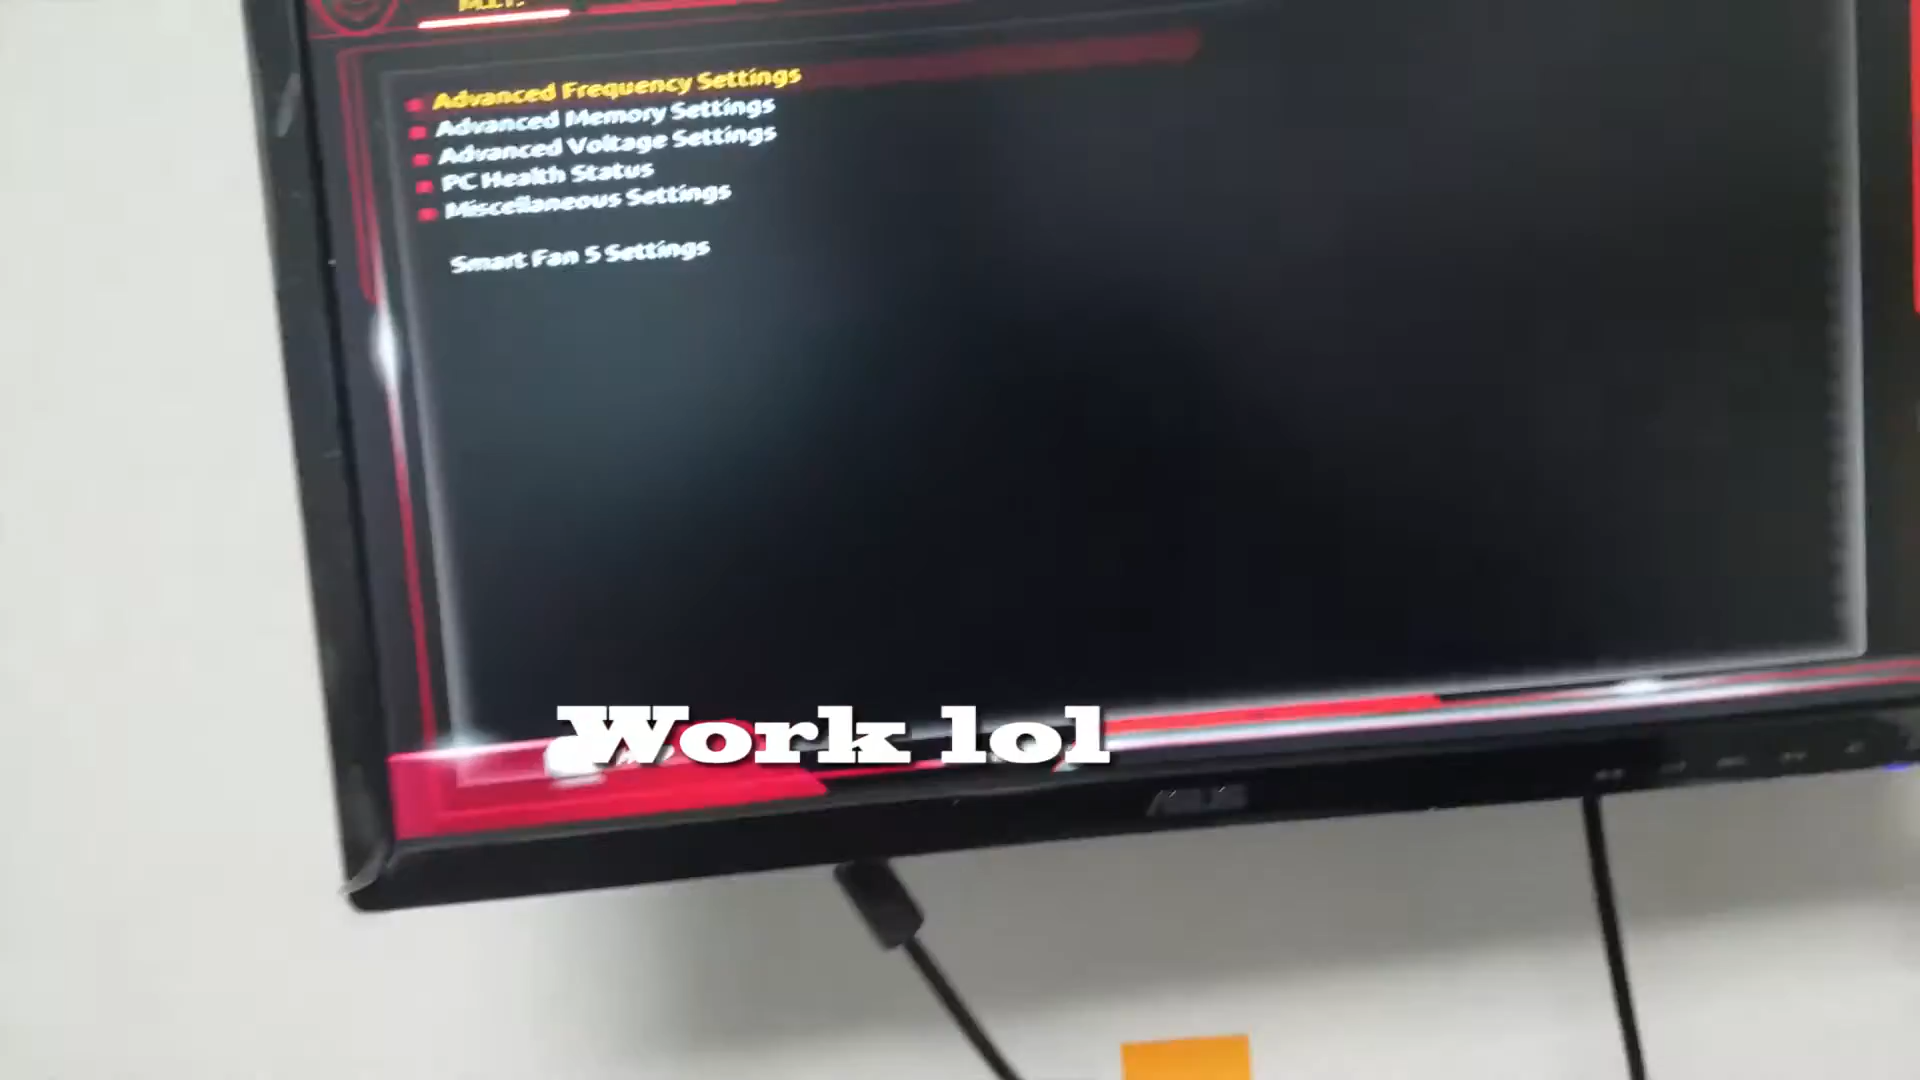 M.I.T.
Advanced Frequency Settings
Advanced Memory Settings
Advanced Voltage Settings
PC Health Status
Miscellaneous Settings
Smart Fan 5 Settings
Work lol
ASUS